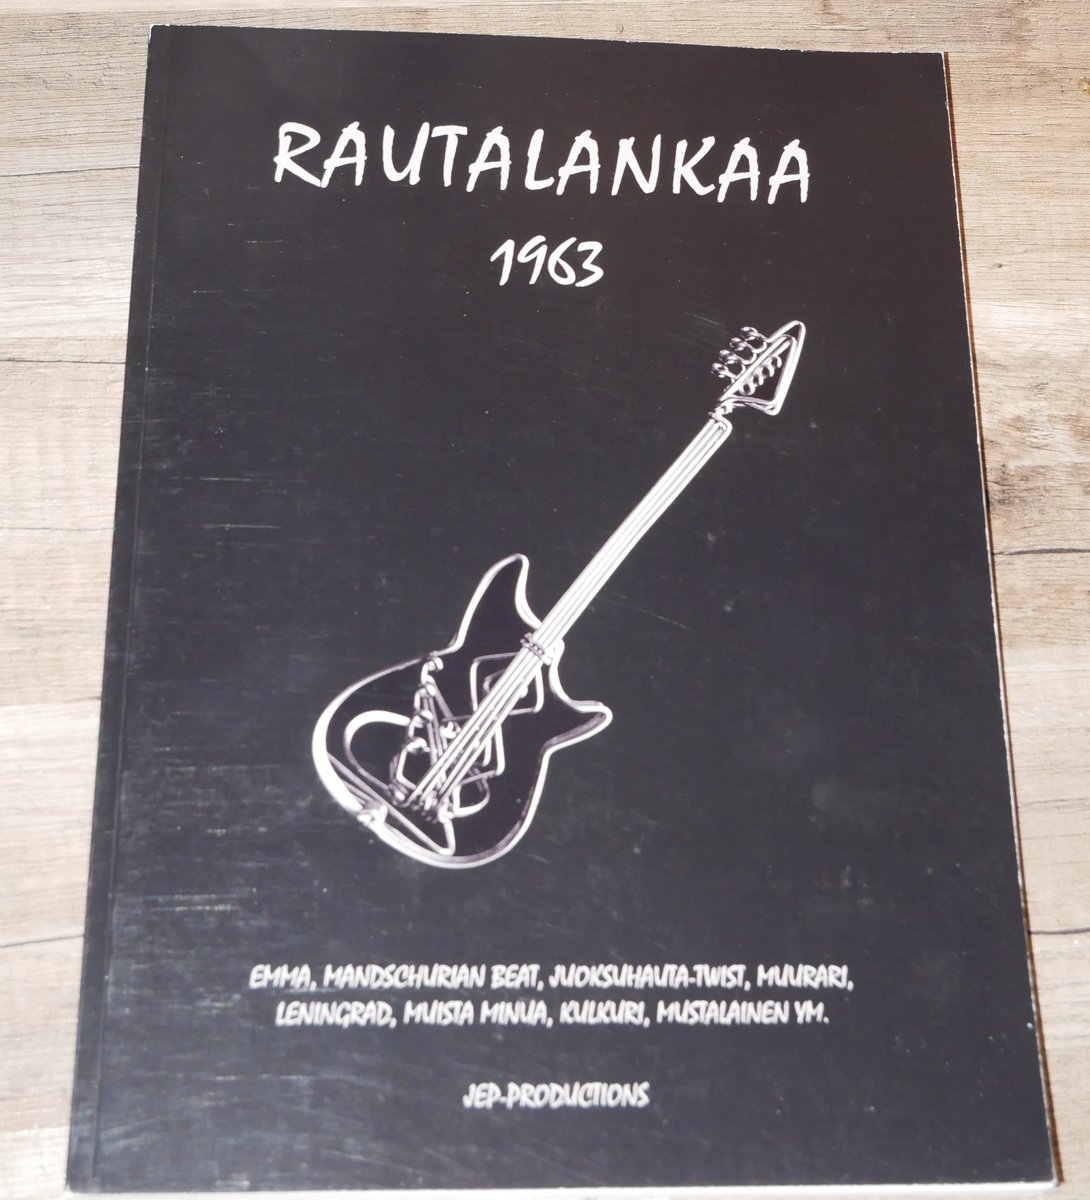 RAUTALANKAA
1963
EMMA, MANDSCHURIAN BEAT, JUOKSUHAUTA-TWIST, MUURARI,
LENINGRAD, MUISTA MINUA, KULKURI, MUSTALAINEN YM.
JEP-PRODUCTIONS